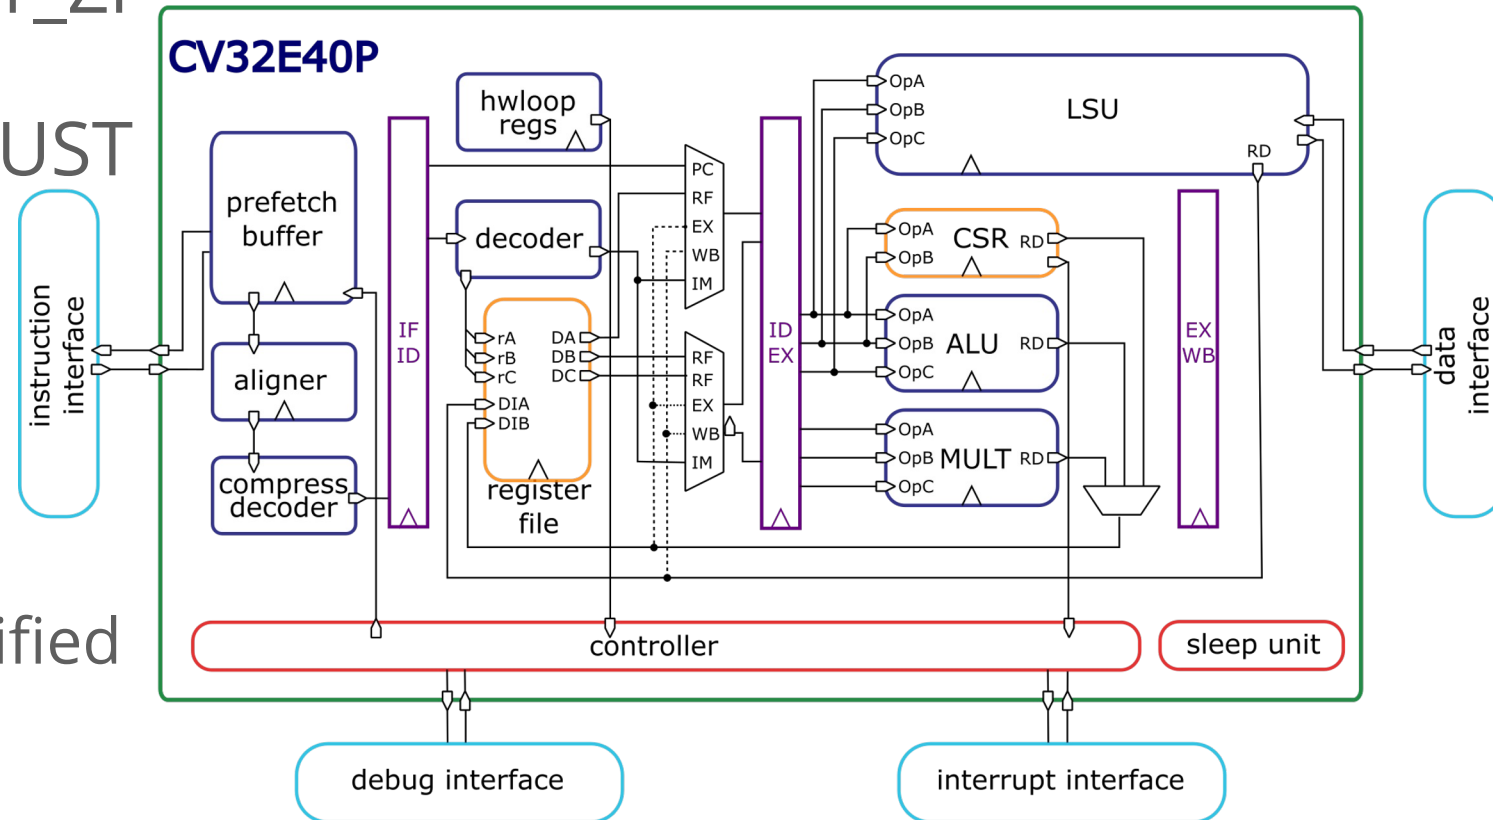 UST
ified
CV32E40P
instruction
interface
prefetch
buffer
aligner
compress
decoder
IF
ID
hwloop
regs
decoder
rA
rB
rC
DIA
DIB
DA
DB
DC
register
file
PC
RF
EX
WB
IM
RF
RF
EX
WB
IM
ID
EX
OpA
OpB
OpC
LSU
RD
OpA
OpB
CSR
RD
OpA
OpB
OpC
ALU
RD
OpA
OpB
OpC
MULT
RD
EX
WB
data
interface
controller
sleep unit
debug interface
interrupt interface